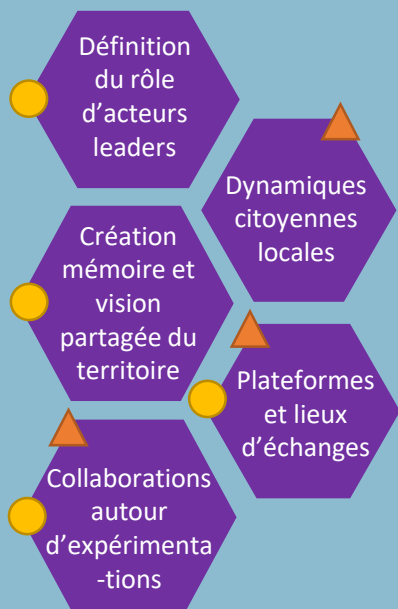 Définition
du rôle
d’acteurs
leaders
Dynamiques
citoyennes
locales
Création
mémoire et
vision
partagée du
territoire
Plateformes
et lieux
d’échanges
Collaborations
autour
d’expérimenta
-tions